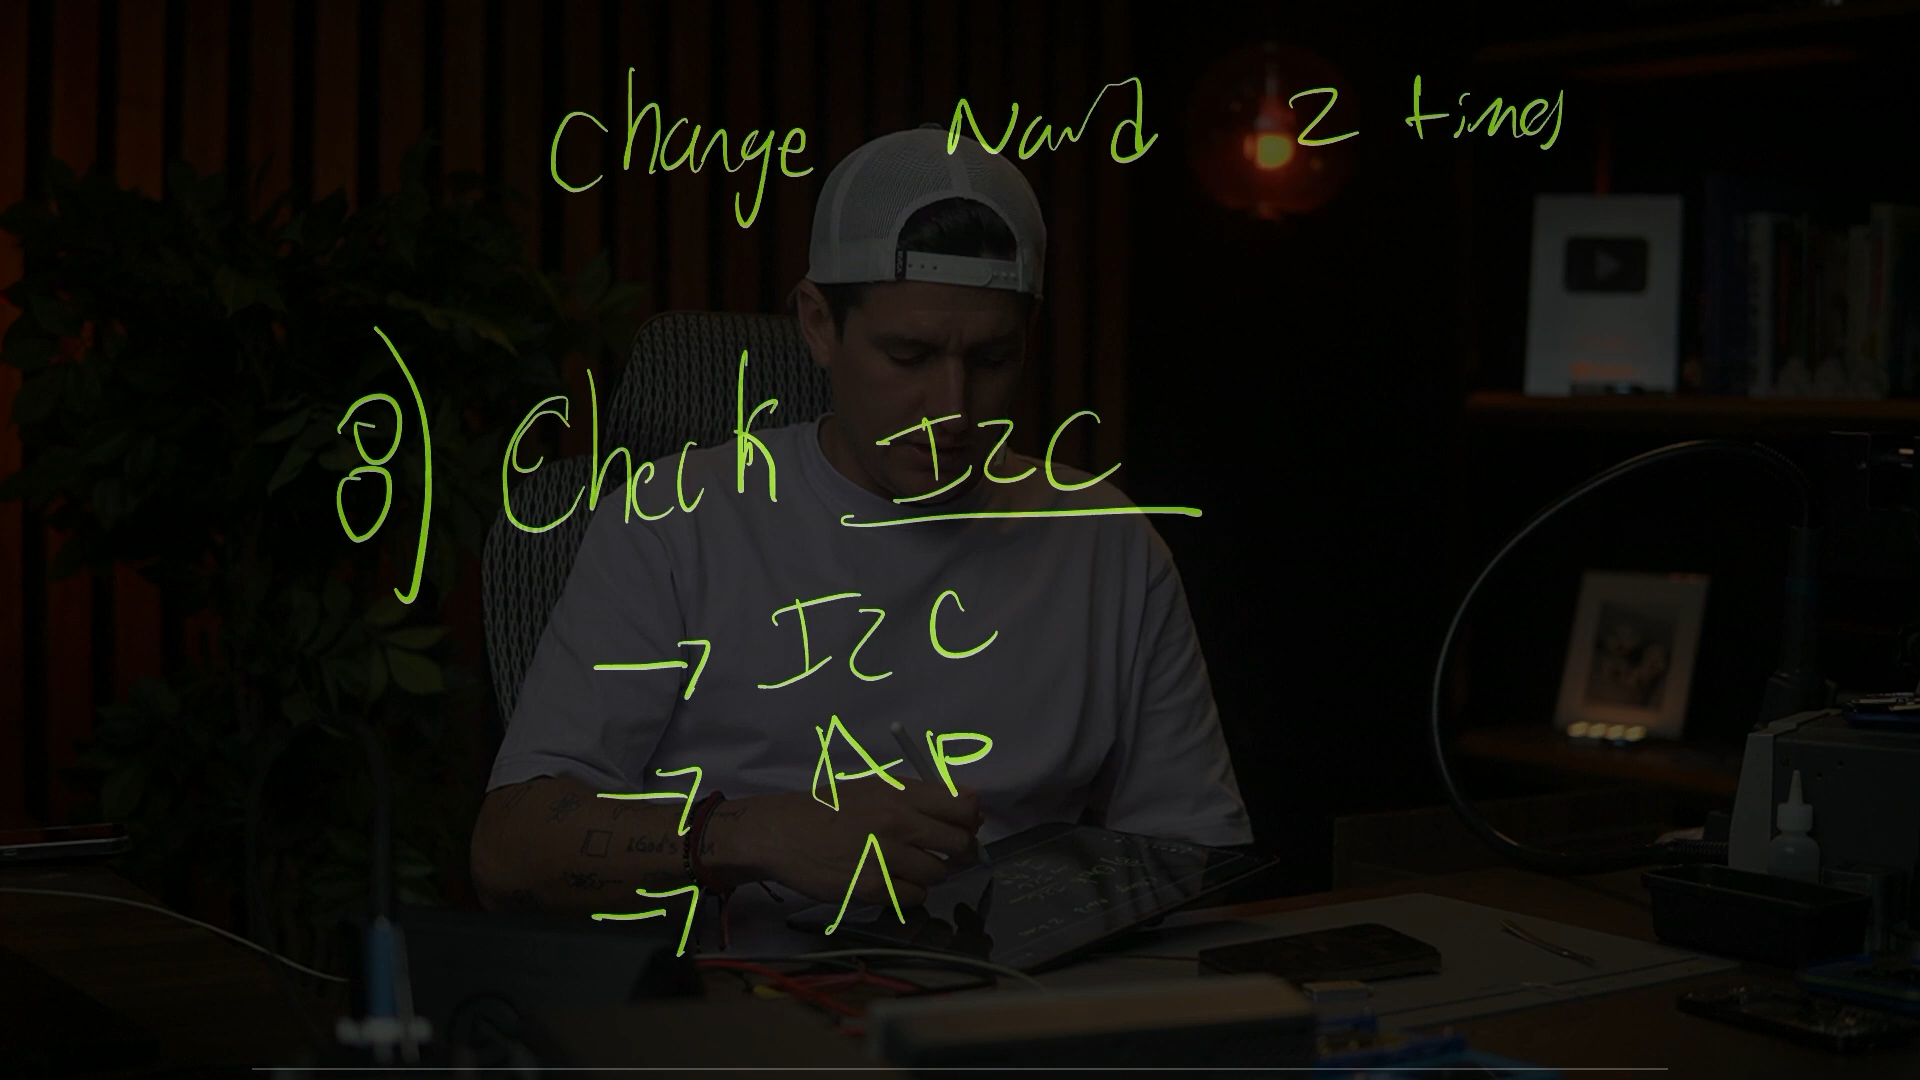 Change Nand 2 times
8) Check I2C
→ I2C
→ AP
→ Λ